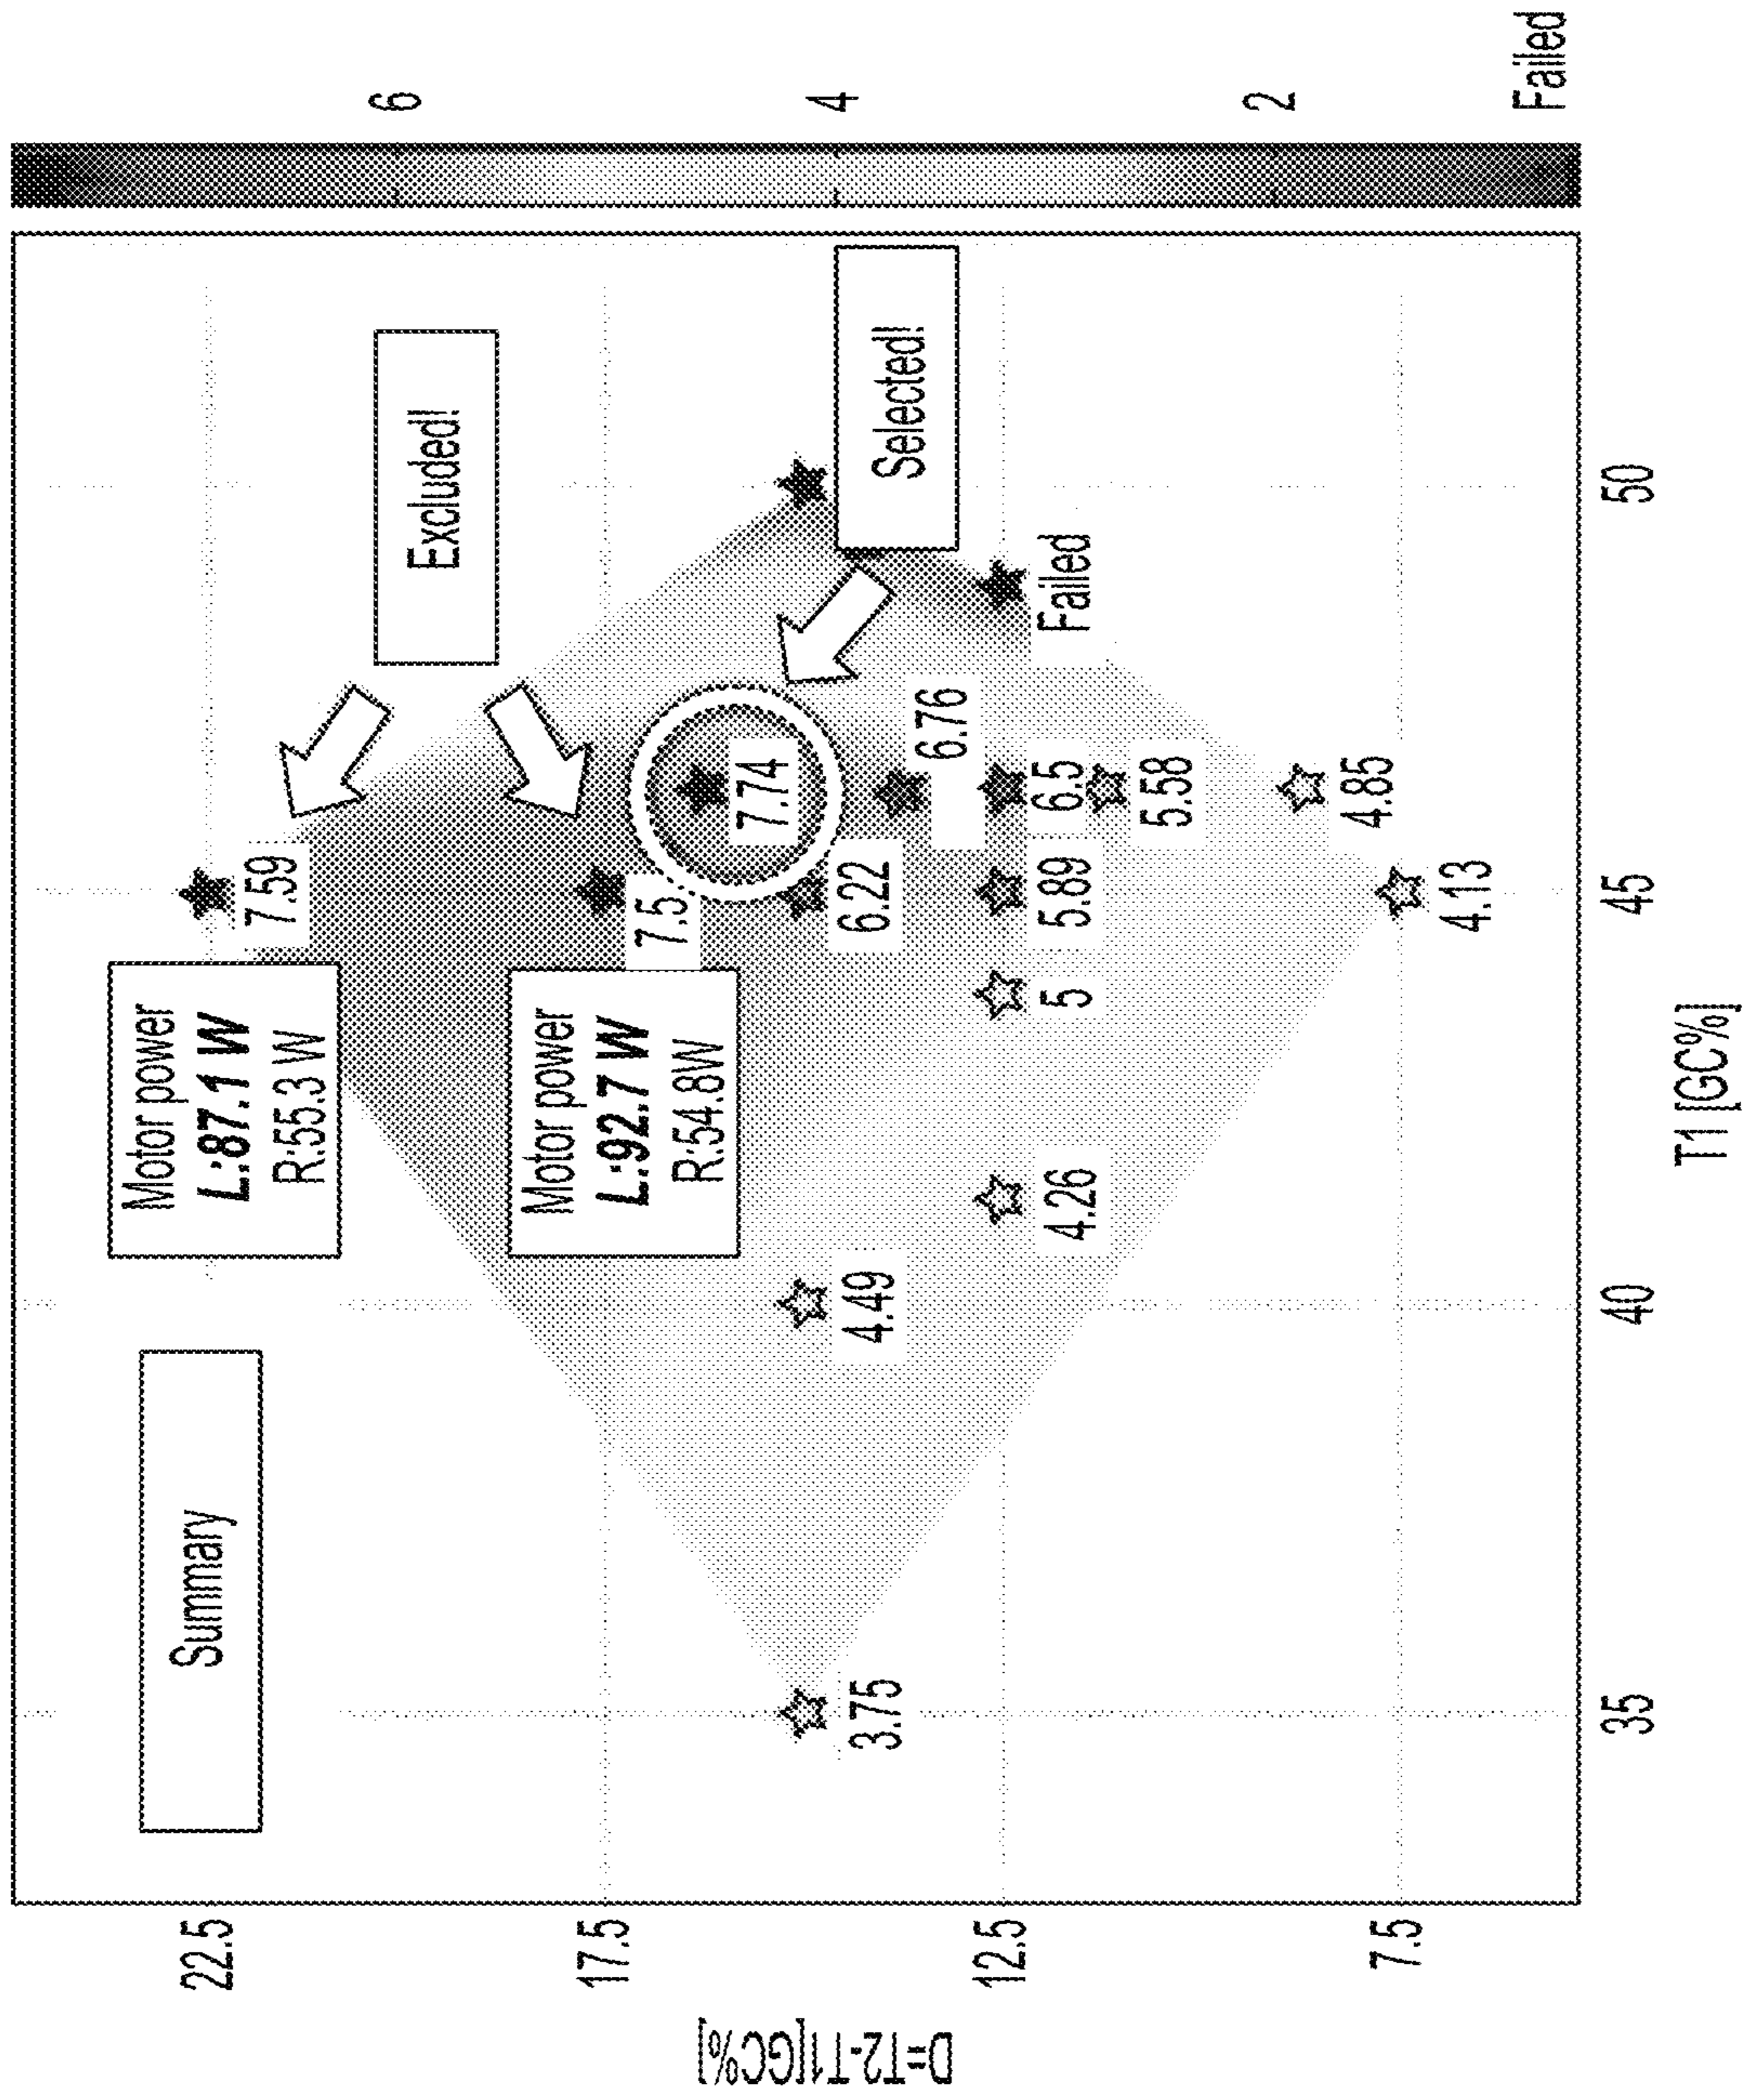 Summary
Motor power
L:87.1 W
R:55.3 W
Motor power
L:92.7 W
R:54.8W
Excluded!
Selected!
7.59
7.5
7.74
6.22
6.76
4.49
3.75
4.26
5
5.89
6.5
Failed
5.58
4.85
4.13
22.5
17.5
12.5
7.5
D=T2-T1[GC%]
35
40
45
50
T1 [GC%]
6
4
2
Failed